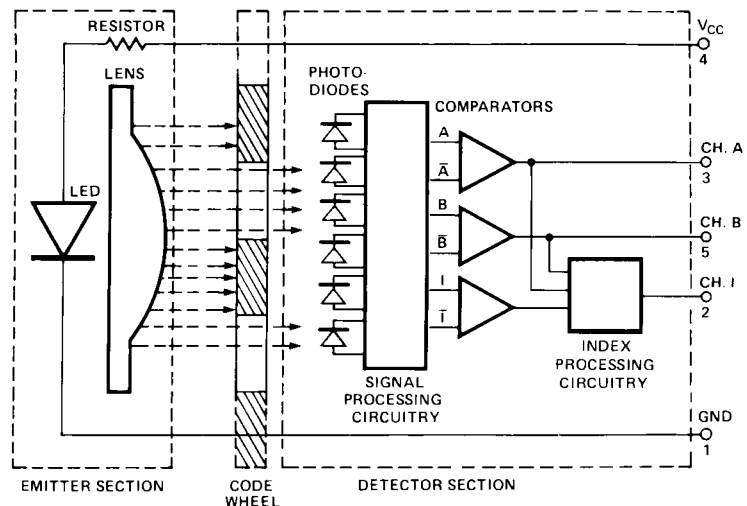 RESISTOR
LENS
LED
PHOTO-
DIODES
COMPARATORS
A
A̅
B
B̅
I
I̅
VCC
4
CH. A
3
CH. B
5
CH. I
2
INDEX
PROCESSING
CIRCUITRY
SIGNAL
PROCESSING
CIRCUITRY
GND
1
EMITTER SECTION
CODE
WHEEL
DETECTOR SECTION